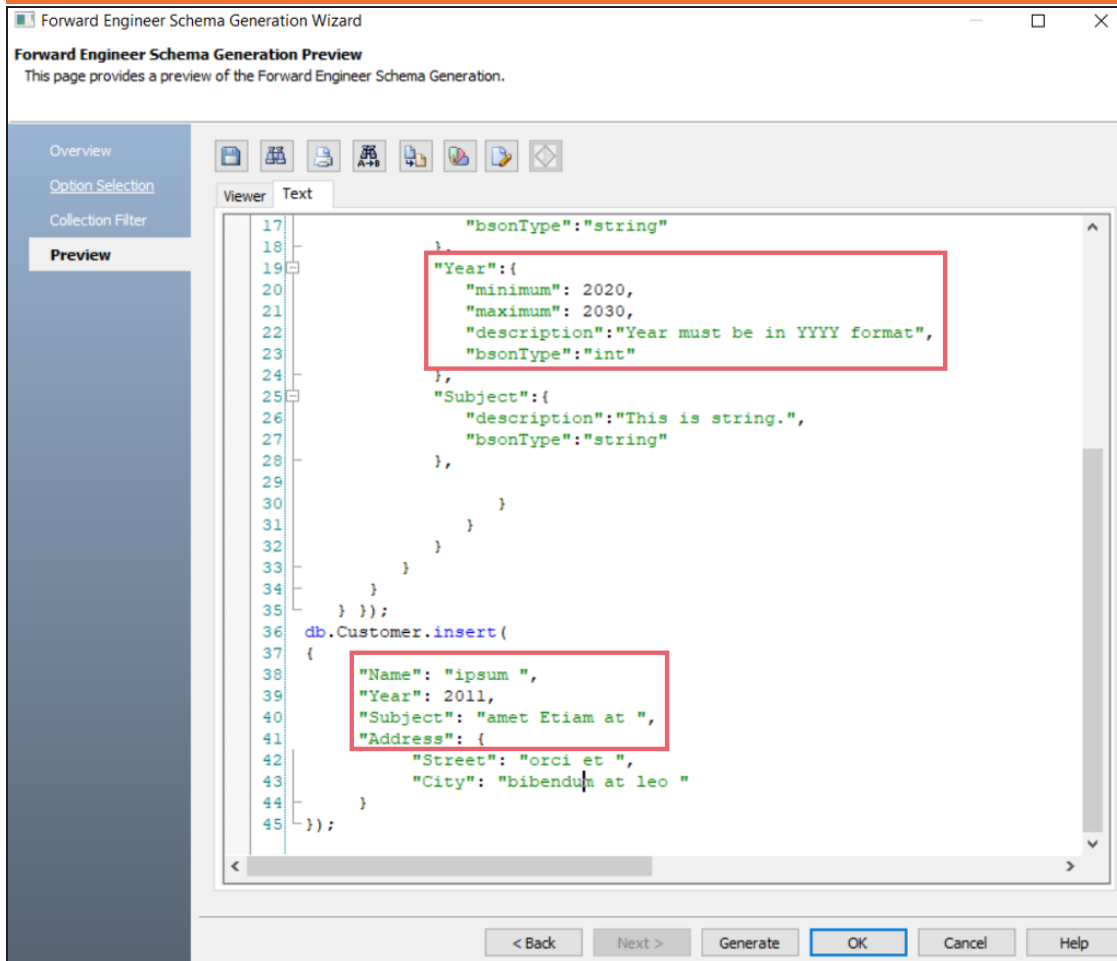 Forward Engineer Schema Generation Wizard
Forward Engineer Schema Generation Preview
This page provides a preview of the Forward Engineer Schema Generation.
Overview
Option Selection
Collection Filter
Preview
Viewer Text
17 "bsonType":"string"
18 },
19 "Year":{
20 "minimum": 2020,
21 "maximum": 2030,
22 "description":"Year must be in YYYY format",
23 "bsonType":"int"
24 },
25 "Subject":{
26 "description":"This is string.",
27 "bsonType":"string"
28 },
29
30 }
31 }
32 }
33 }
34 }
35 } });
36 db.Customer.insert(
37 {
38 "Name": "ipsum ",
39 "Year": 2011,
40 "Subject": "amet Etiam at ",
41 "Address": {
42 "Street": "orci et ",
43 "City": "bibendum at leo "
44 }
45 });
< Back Next > Generate OK Cancel Help